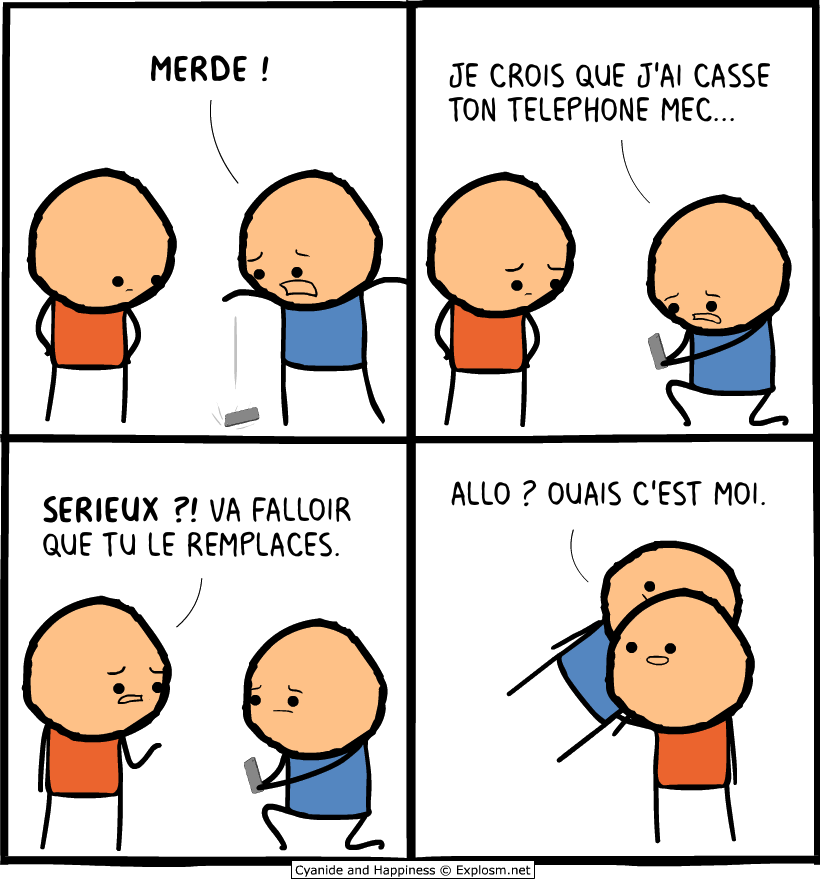 MERDE !
JE CROIS QUE J'AI CASSE
TON TELEPHONE MEC...
SERIEUX ?! VA FALLOIR
QUE TU LE REMPLACES.
ALLO ? OUAIS C'EST MOI.
Cyanide and Happiness © Explosm.net